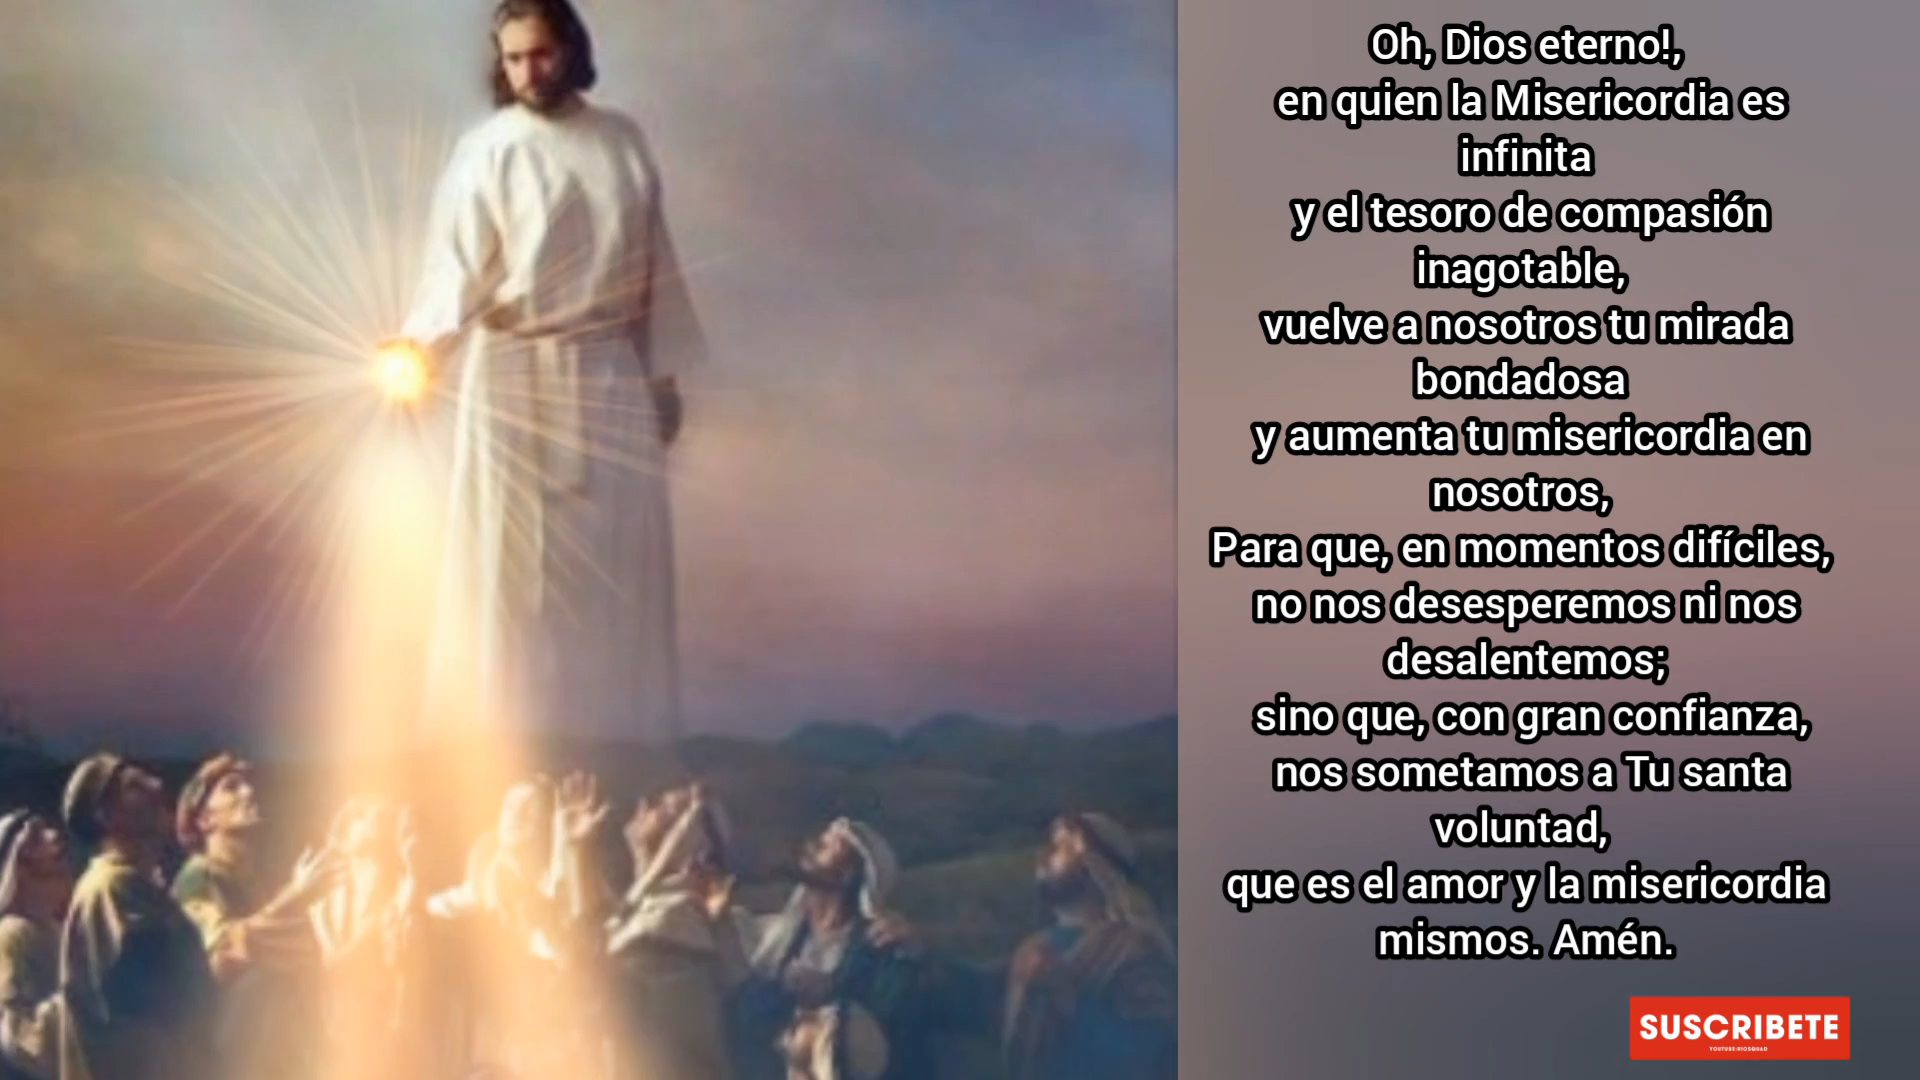 Oh, Dios eterno!,
en quien la Misericordia es
infinita
y el tesoro de compasión
inagotable,
vuelve a nosotros tu mirada
bondadosa
y aumenta tu misericordia en
nosotros,
Para que, en momentos difíciles,
no nos desesperemos ni nos
desalentemos;
sino que, con gran confianza,
nos sometamos a Tu santa
voluntad,
que es el amor y la misericordia
mismos. Amén.
SUSCRIBETE